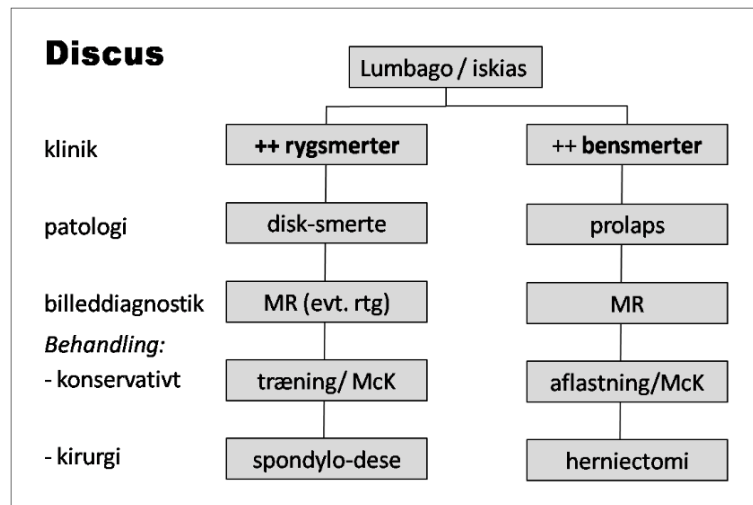 Discus
Lumbago / iskias
klinik
++ rygsmerter
++ bensmerter
patologi
disk-smerte
prolaps
billeddiagnostik
MR (evt. rtg)
MR
Behandling:
- konservativt
træning/ McK
aflastning/McK
- kirurgi
spondylo-dese
herniectomi